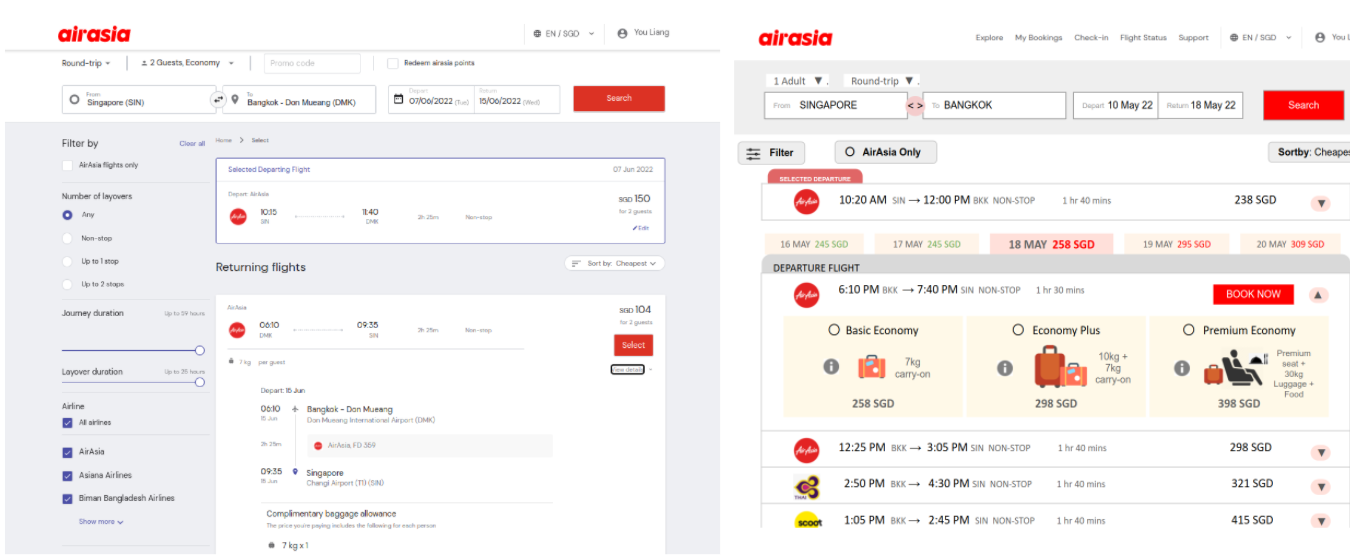 airasia
EN / SGD
You Liang
Round-trip
2 Guests, Economy
Promo code
Redeem airasia points
From
Singapore (SIN)
To
Bangkok - Don Mueang (DMK)
Depart
07/06/2022 (Tue)
Return
15/06/2022 (Wed)
Search
Filter by
Clear all
AirAsia flights only
Number of layovers
Any
Non-stop
Up to 1 stop
Up to 2 stops
Journey duration
Up to 59 hours
Layover duration
Up to 35 hours
Airline
All airlines
AirAsia
Asiana Airlines
Biman Bangladesh Airlines
Show more
Home > Select
Selected Departing Flight
07 Jun 2022
Depart: AirAsia
AirAsia
10:15
SIN
11:40
DMK
2h 25m
Non-stop
SGD 150
for 2 guests
Edit
Returning flights
Sort by: Cheapest
AirAsia
AirAsia
06:10
DMK
09:35
SIN
2h 25m
Non-stop
SGD 104
for 2 guests
Select
7 kg per guest
View details
Depart: 15 Jun
06:10
15 Jun
Bangkok - Don Mueang
Don Mueang International Airport (DMK)
2h 25m
AirAsia, FD 359
09:35
15 Jun
Singapore
Changi Airport (T1) (SIN)
Complimentary baggage allowance
The price you're paying includes the following for each person
7 kg x 1
airasia
Explore My Bookings Check-in Flight Status Support
EN / SGD
You L
1 Adult ▼ .
Round-trip ▼ .
From SINGAPORE
< >
To BANGKOK
Depart 10 May 22
Return 18 May 22
Search
Filter
AirAsia Only
Sortby: Cheapes
SELECTED DEPARTURE
AirAsia
10:20 AM SIN → 12:00 PM BKK NON-STOP 1 hr 40 mins
238 SGD
16 MAY 245 SGD
17 MAY 245 SGD
18 MAY 258 SGD
19 MAY 295 SGD
20 MAY 309 SGD
DEPARTURE FLIGHT
AirAsia
6:10 PM BKK → 7:40 PM SIN NON-STOP 1 hr 30 mins
BOOK NOW
Basic Economy
7kg
carry-on
258 SGD
Economy Plus
10kg +
7kg
carry-on
298 SGD
Premium Economy
Premium
seat +
30kg
Luggage +
Food
398 SGD
AirAsia
12:25 PM BKK → 3:05 PM SIN NON-STOP 1 hr 40 mins
298 SGD
THAI
2:50 PM BKK → 4:30 PM SIN NON-STOP 1 hr 40 mins
321 SGD
scoot
1:05 PM BKK → 2:45 PM SIN NON-STOP 1 hr 40 mins
415 SGD